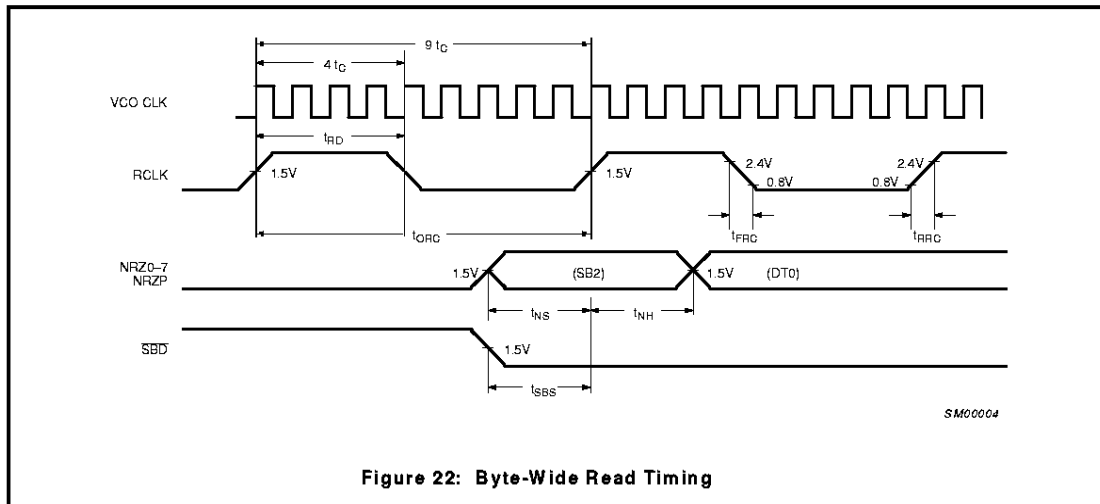 9 tC
4 tC
VCO CLK
tRD
RCLK
1.5V
1.5V
2.4V
0.8V
0.8V
2.4V
tORC
tFRC
tRRC
NRZ0–7
NRZP
1.5V
(SB2)
1.5V
(DT0)
tNS
tNH
SBD
1.5V
tSBS
SM00004
Figure 22: Byte-Wide Read Timing